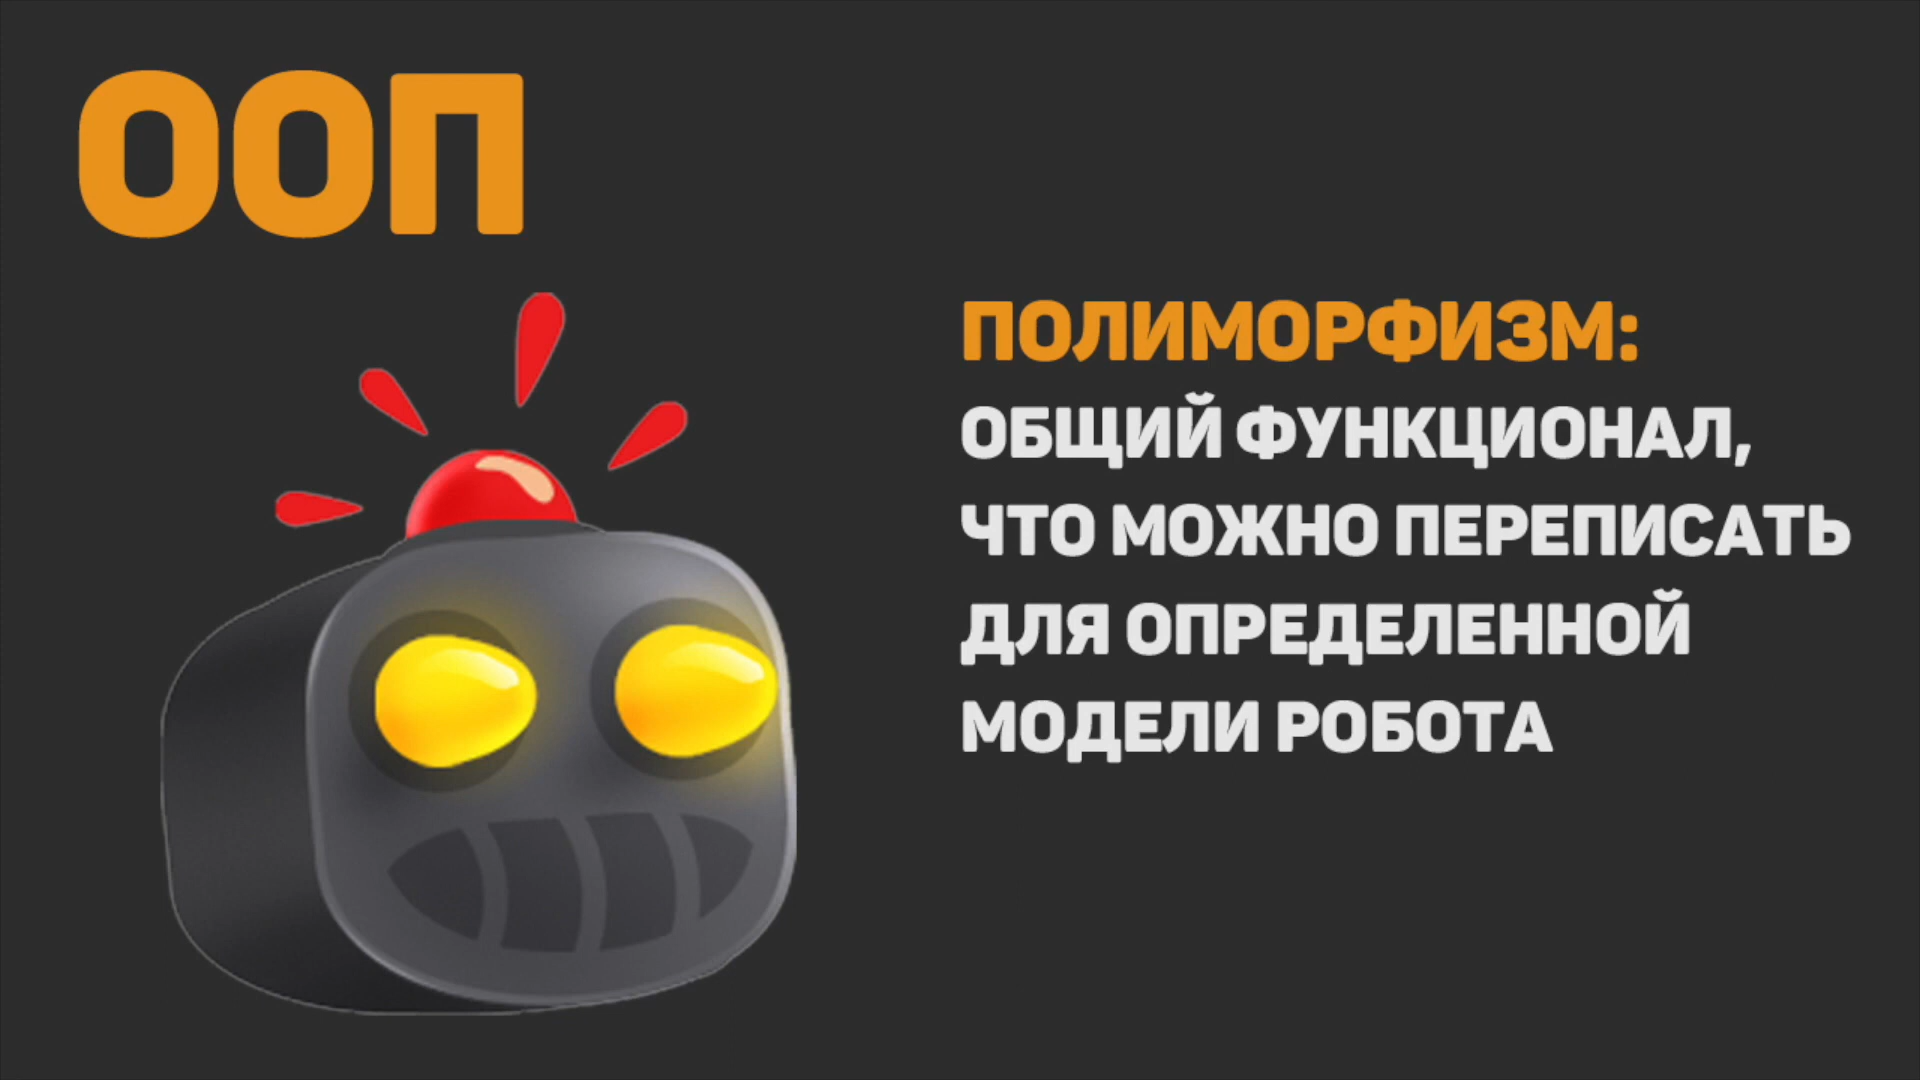 ООП
ПОЛИМОРФИЗМ:
ОБЩИЙ ФУНКЦИОНАЛ,
ЧТО МОЖНО ПЕРЕПИСАТЬ
ДЛЯ ОПРЕДЕЛЕННОЙ
МОДЕЛИ РОБОТА